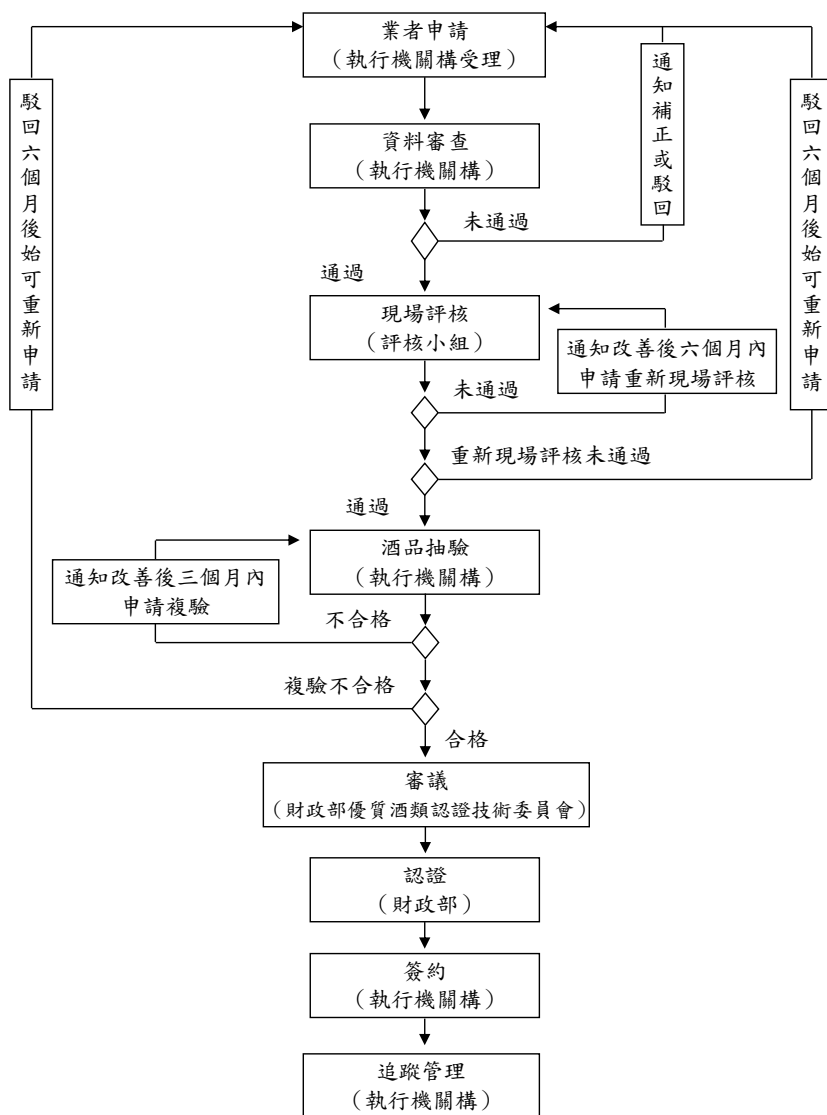 業者申請
（執行機關構受理）
駁回六個月後始可重新申請
通知補正或駁回
駁回六個月後始可重新申請
資料審查
（執行機關構）
未通過
通過
現場評核
（評核小組）
通知改善後六個月內
申請重新現場評核
未通過
重新現場評核未通過
通過
酒品抽驗
（執行機關構）
通知改善後三個月內
申請複驗
不合格
複驗不合格
合格
審議
（財政部優質酒類認證技術委員會）
認證
（財政部）
簽約
（執行機關構）
追蹤管理
（執行機關構）